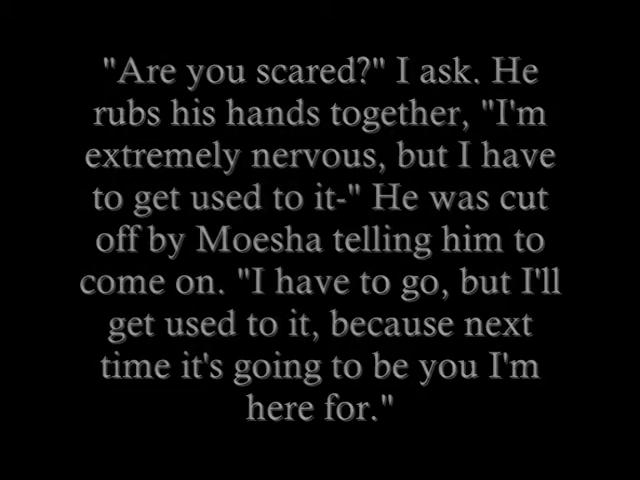 "Are you scared?" I ask. He
rubs his hands together, "I'm
extremely nervous, but I have
to get used to it-" He was cut
off by Moesha telling him to
come on. "I have to go, but I'll
get used to it, because next
time it's going to be you I'm
here for."